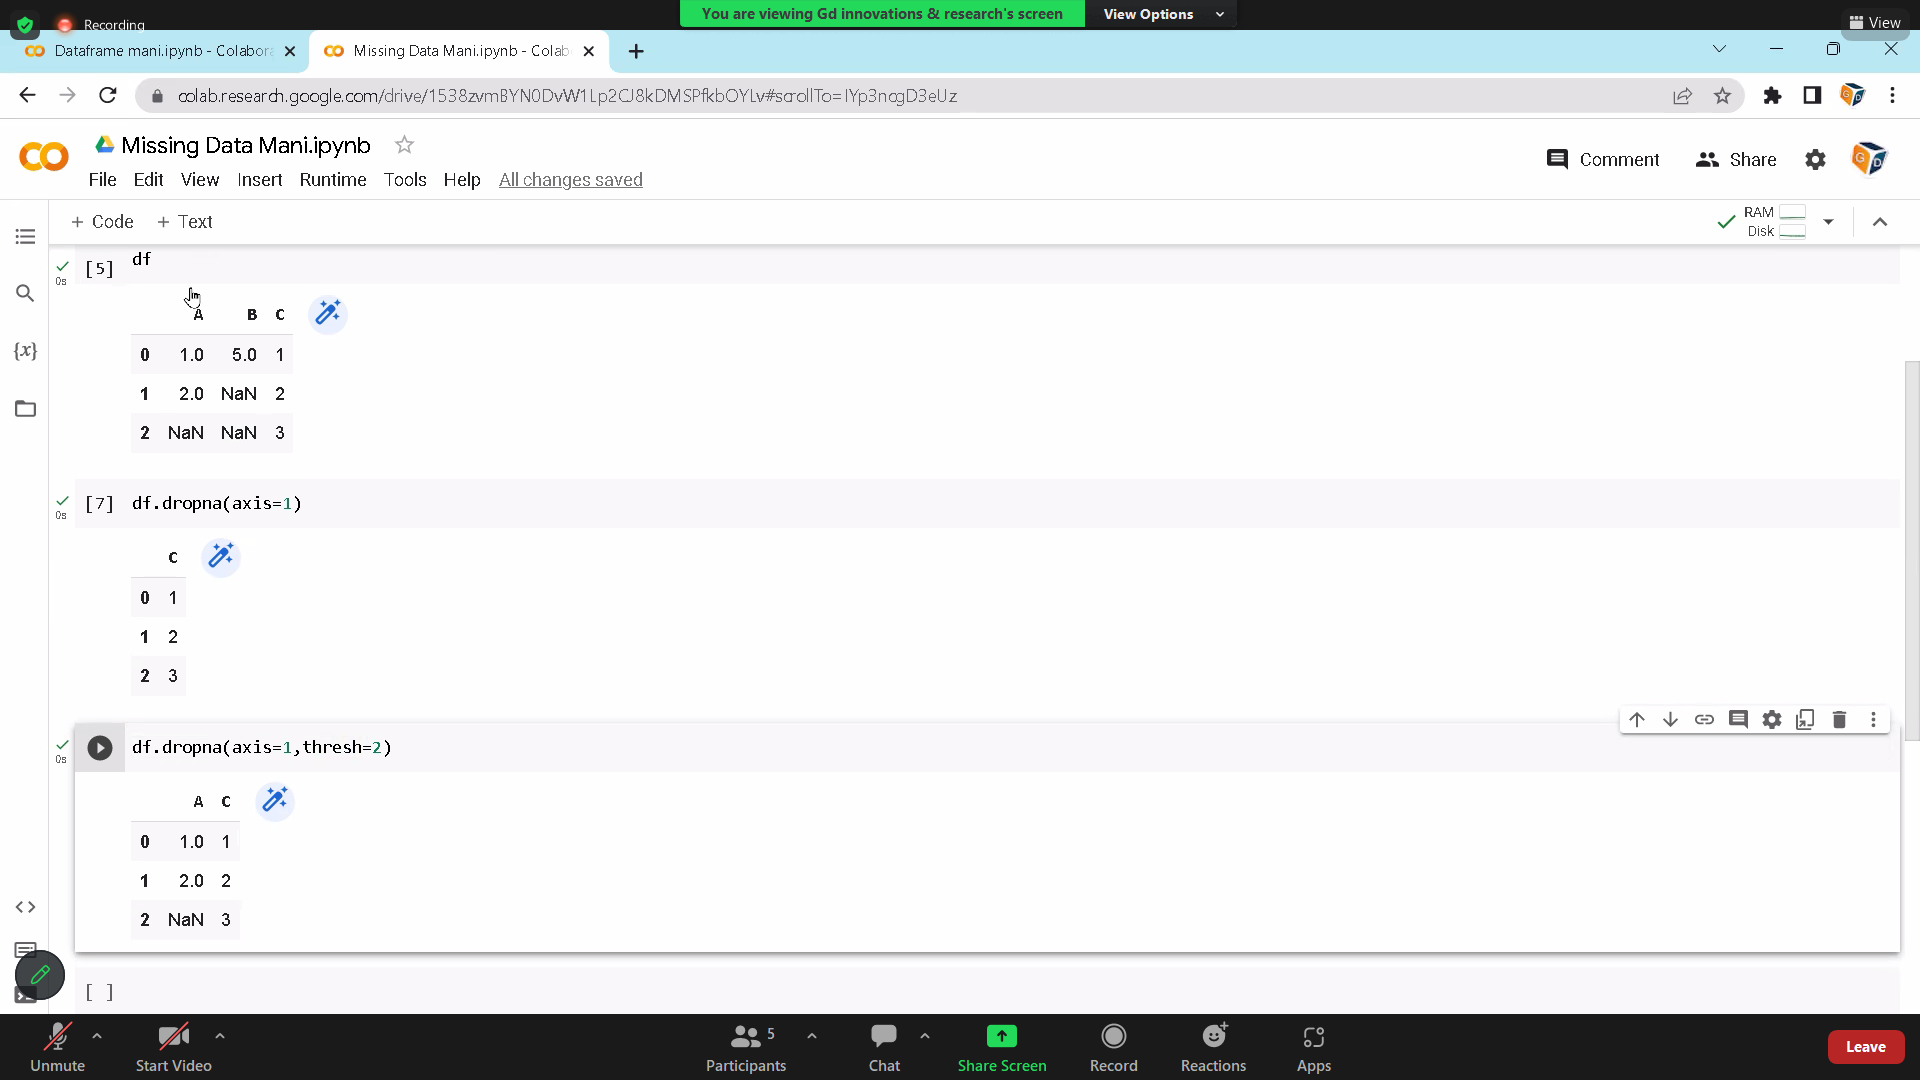 Recording
You are viewing Gd innovations & research's screen
View Options
View
Dataframe mani.ipynb - Colabora
Missing Data Mani.ipynb - Colab
colab.research.google.com/drive/1538zvmBYN0DvW1Lp2CJ8kDMSPfkbOYLv#scrollTo=IYp3ncgD3eUz
Missing Data Mani.ipynb
Comment
Share
File Edit View Insert Runtime Tools Help All changes saved
+ Code + Text
RAM
Disk
[5] df
0s
A B C
0 1.0 5.0 1
1 2.0 NaN 2
2 NaN NaN 3
[7] df.dropna(axis=1)
0s
C
0 1
1 2
2 3
df.dropna(axis=1,thresh=2)
0s
A C
0 1.0 1
1 2.0 2
2 NaN 3
[ ]
Unmute
Start Video
5
Participants
Chat
Share Screen
Record
Reactions
Apps
Leave